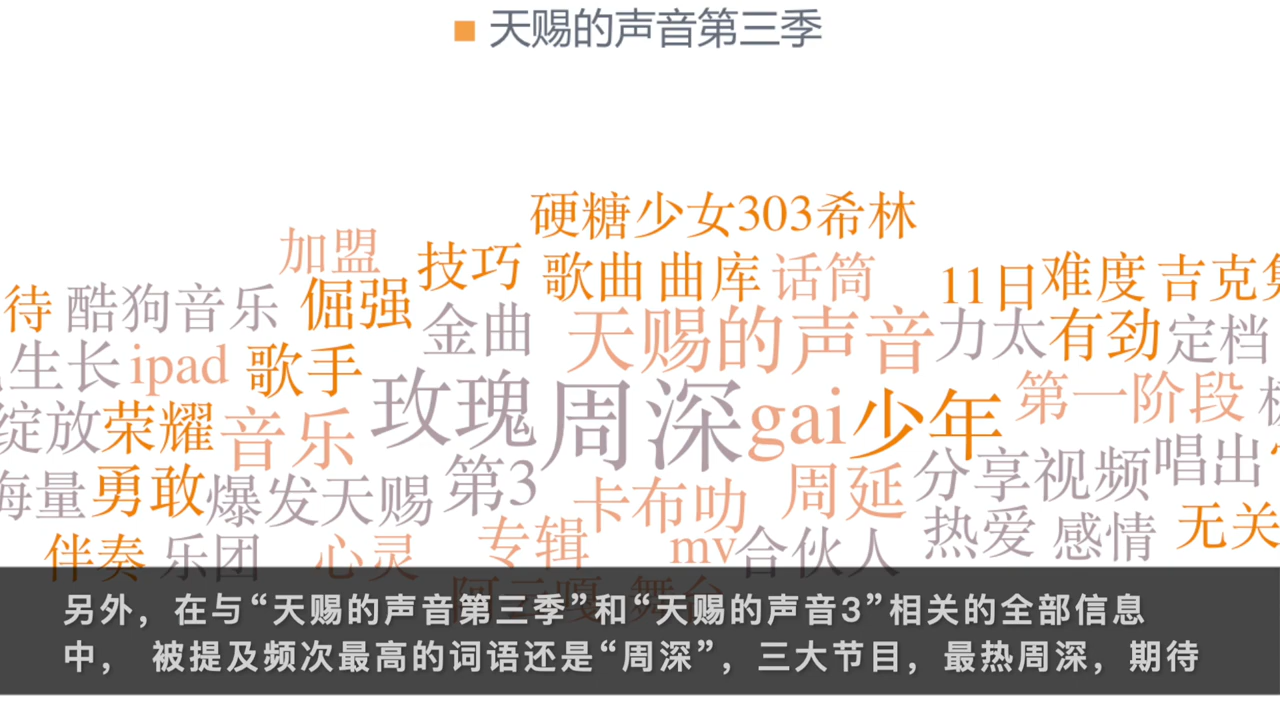 天赐的声音第三季
硬糖少女303希林
加盟 技巧 歌曲 曲库 话筒 11日 难度 吉克
待 酷狗音乐 倔强 金曲 天赐的声音 力太 有劲 定档
生长 ipad 歌手 玫瑰 周深 gai 少年 第一阶段
绽放 荣耀 音乐 第3 周延 分享视频 唱出
海量 勇敢 爆发 天赐 卡布叻 热爱 感情 无关
伴奏 乐团 心灵 专辑 mv 合伙人
阿云嘎 舞台
另外，在与“天赐的声音第三季”和“天赐的声音3”相关的全部信息
中， 被提及频次最高的词语还是“周深”，三大节目，最热周深，期待